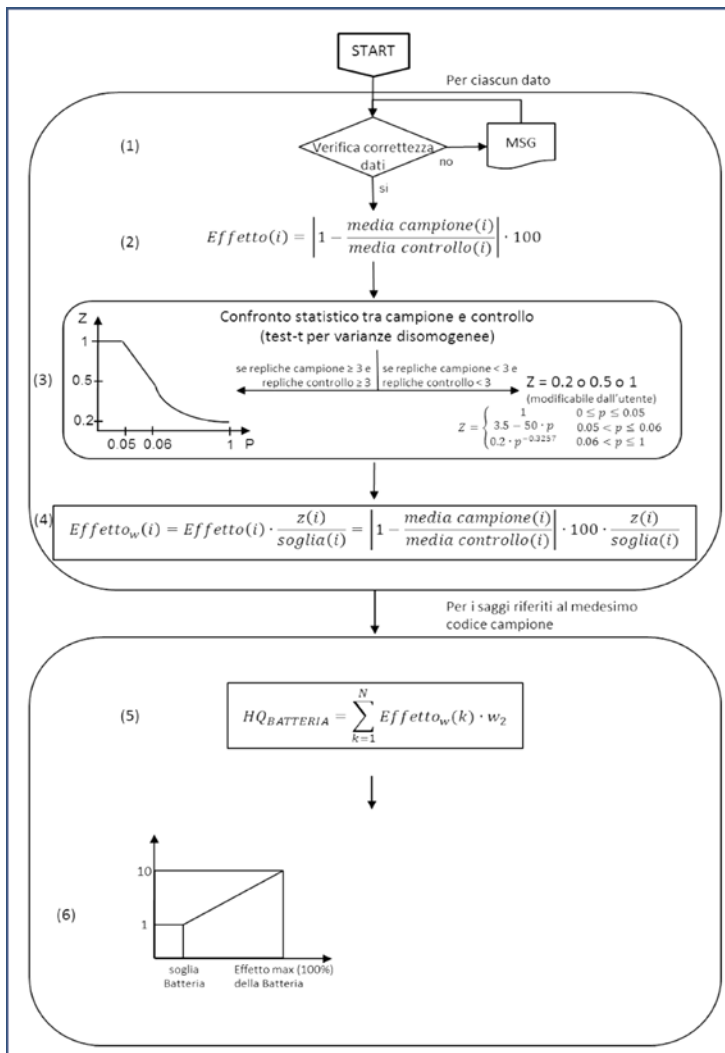 START
Per ciascun dato
(1)
Verifica correttezza
dati
no
MSG
si
(2)
Effetto(i) = |1 − media campione(i) / media controllo(i)| · 100
Confronto statistico tra campione e controllo
(test-t per varianze disomogenee)
(3)
Z
1
0.5
0.2
0.05 0.06 1 P
se repliche campione ≥ 3 e
repliche controllo ≥ 3
se repliche campione < 3 e
repliche controllo < 3
Z = 0.2 o 0.5 o 1
(modificabile dall'utente)
Z = { 1 0 ≤ p ≤ 0.05
3.5 − 50 · p 0.05 < p ≤ 0.06
0.2 · p^−0.3257 0.06 < p ≤ 1
(4)
Effetto_w(i) = Effetto(i) · z(i) / soglia(i) = |1 − media campione(i) / media controllo(i)| · 100 · z(i) / soglia(i)
Per i saggi riferiti al medesimo
codice campione
(5)
HQ_BATTERIA = ∑_{k=1}^{N} Effetto_w(k) · w₂
(6)
10
1
soglia
Batteria
Effetto max (100%)
della Batteria